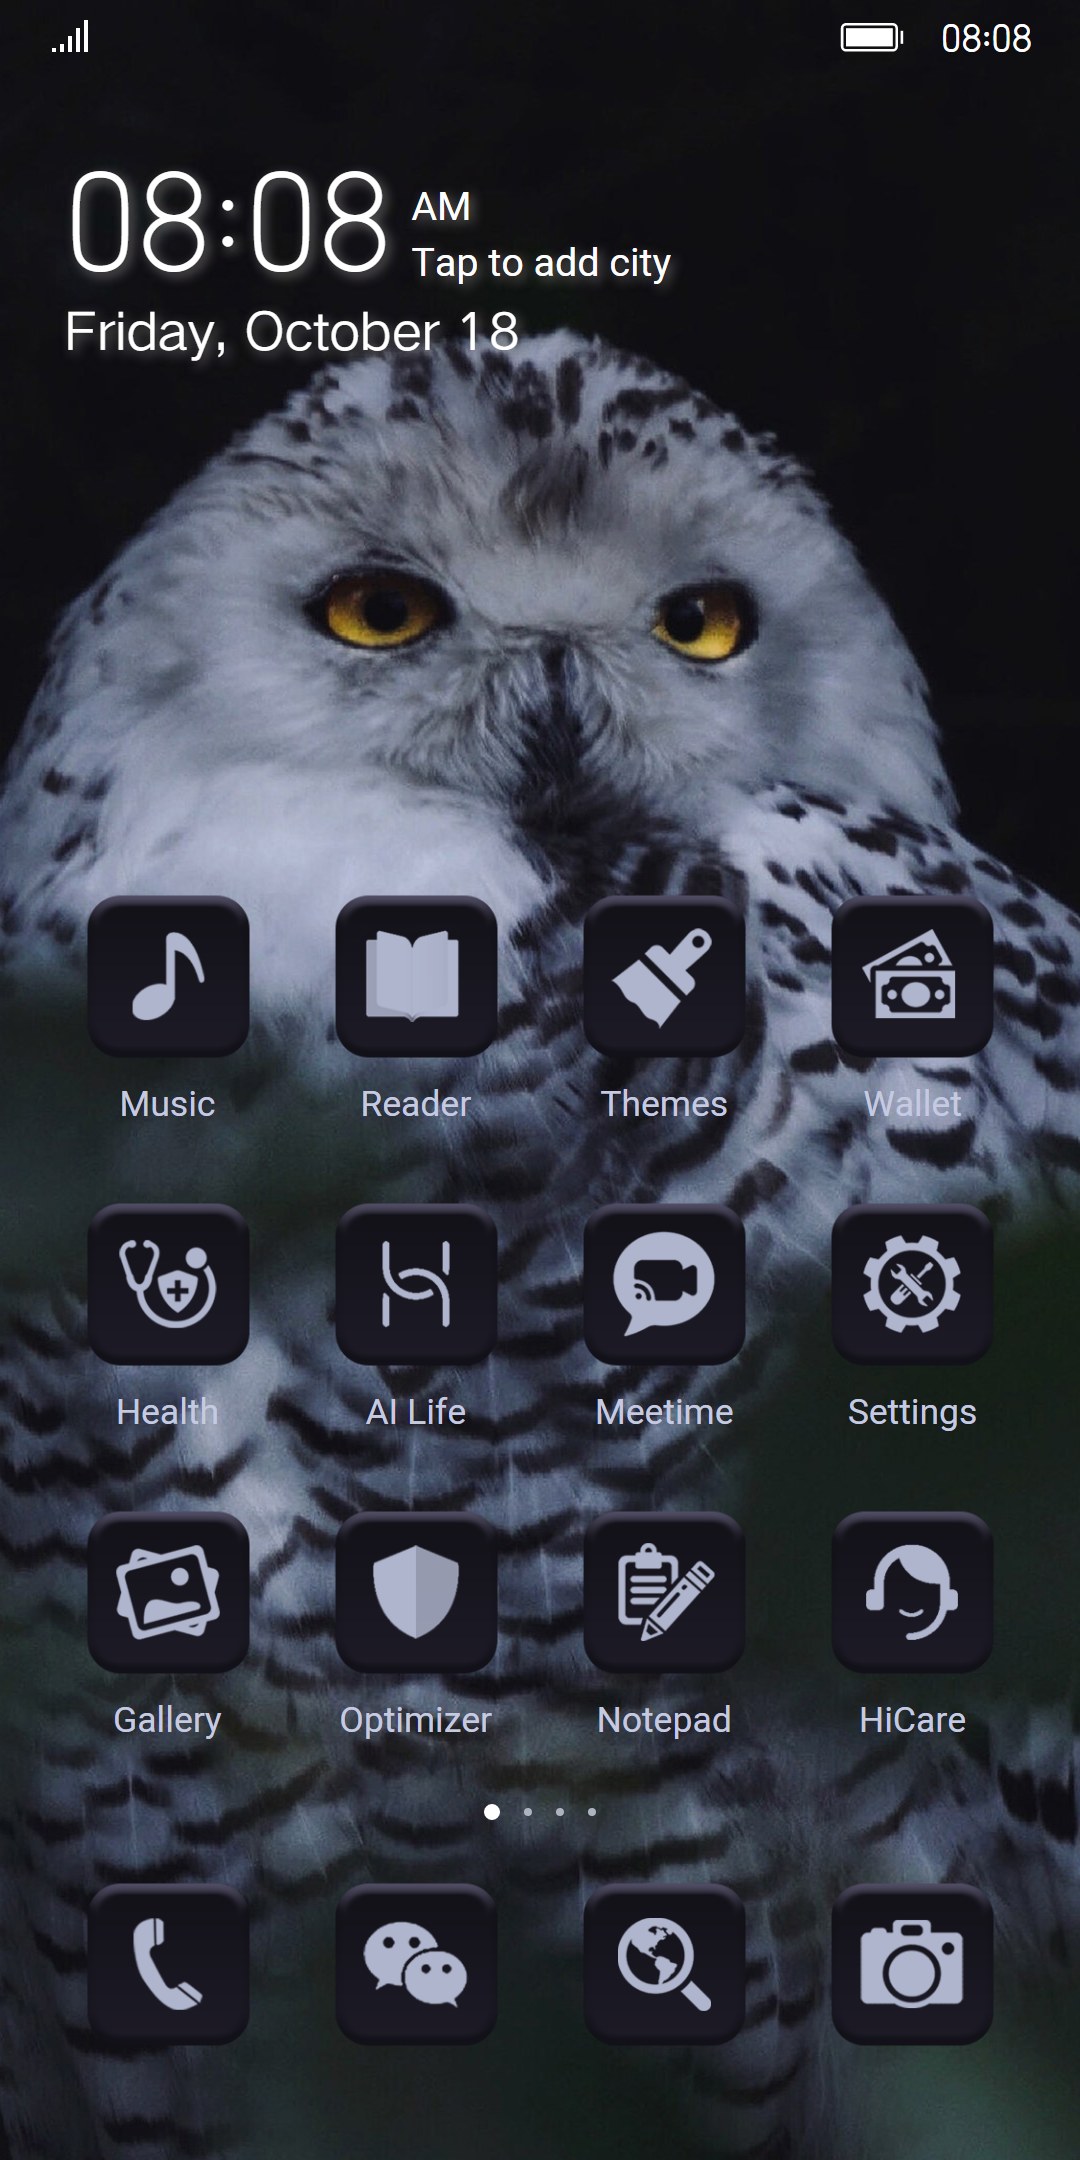 08:08
08:08
AM
Tap to add city
Friday, October 18
Music
Reader
Themes
Wallet
Health
AI Life
Meetime
Settings
Gallery
Optimizer
Notepad
HiCare